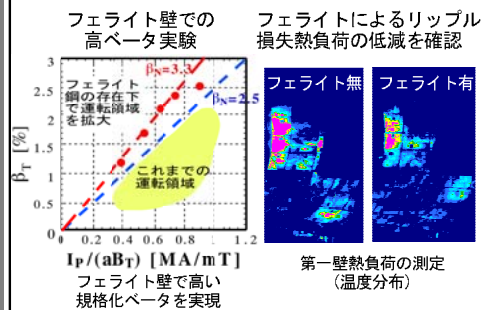 フェライト壁での
高ベータ実験
3
2.5
2
1.5
1
0.5
0
βT [%]
βN=3.3
βN=2.5
フェライト
鋼の存在下
で運転領域
を拡大
これまでの
運転領域
0 0.2 0.4 0.6 0.8 1 1.2
IP/(aBT) [MA/mT]
フェライト壁で高い
規格化ベータを実現
フェライトによるリップル
損失熱負荷の低減を確認
フェライト無
フェライト有
第一壁熱負荷の測定
(温度分布)